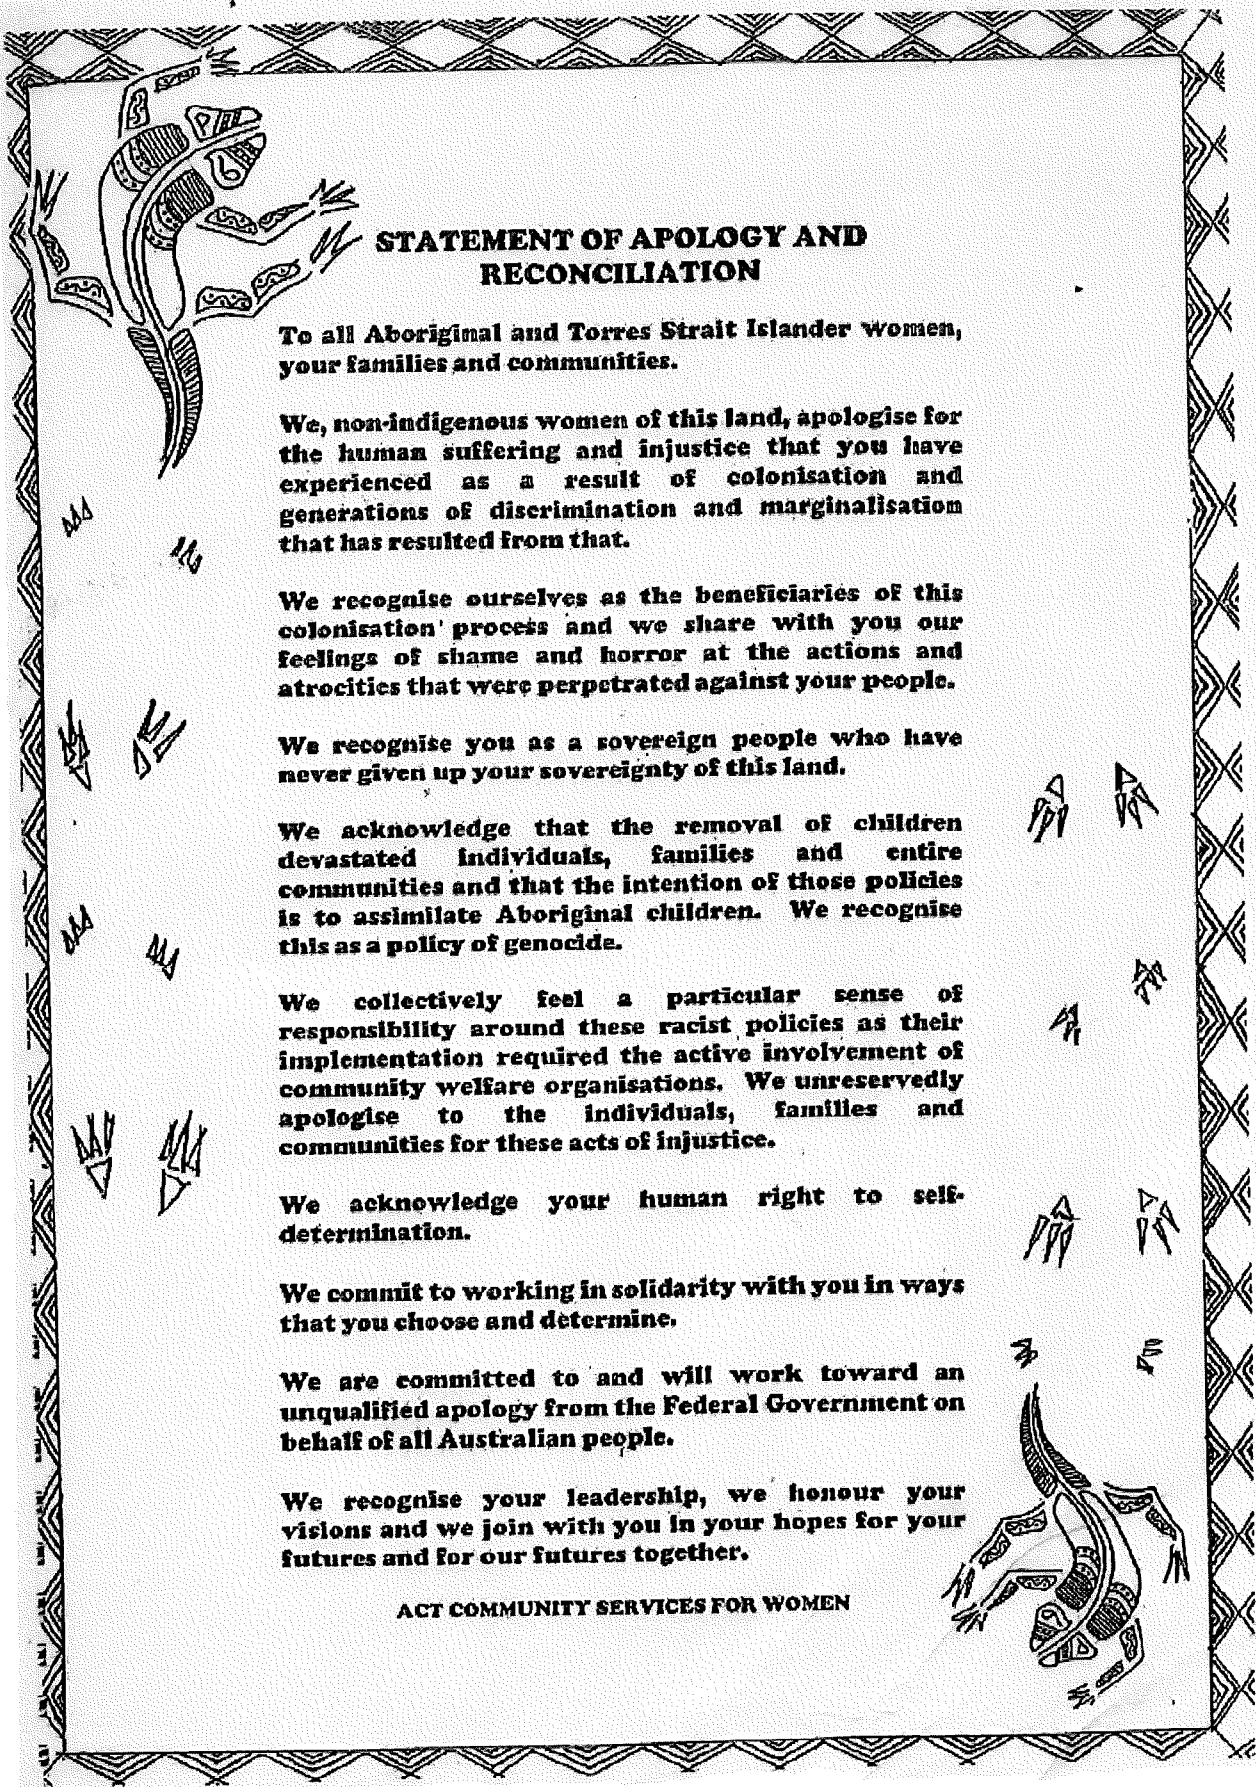 STATEMENT OF APOLOGY AND
RECONCILIATION
To all Aboriginal and Torres Strait Islander women,
your families and communities.
We, non-indigenous women of this land, apologise for
the human suffering and injustice that you have
experienced as a result of colonisation and
generations of discrimination and marginalisation
that has resulted from that.
We recognise ourselves as the beneficiaries of this
colonisation process and we share with you our
feelings of shame and horror at the actions and
atrocities that were perpetrated against your people.
We recognise you as a sovereign people who have
never given up your sovereignty of this land.
We acknowledge that the removal of children
devastated individuals, families and entire
communities and that the intention of those policies
is to assimilate Aboriginal children. We recognise
this as a policy of genocide.
We collectively feel a particular sense of
responsibility around these racist policies as their
implementation required the active involvement of
community welfare organisations. We unreservedly
apologise to the individuals, families and
communities for these acts of injustice.
We acknowledge your human right to self-
determination.
We commit to working in solidarity with you in ways
that you choose and determine.
We are committed to and will work toward an
unqualified apology from the Federal Government on
behalf of all Australian people.
We recognise your leadership, we honour your
visions and we join with you in your hopes for your
futures and for our futures together.
ACT COMMUNITY SERVICES FOR WOMEN